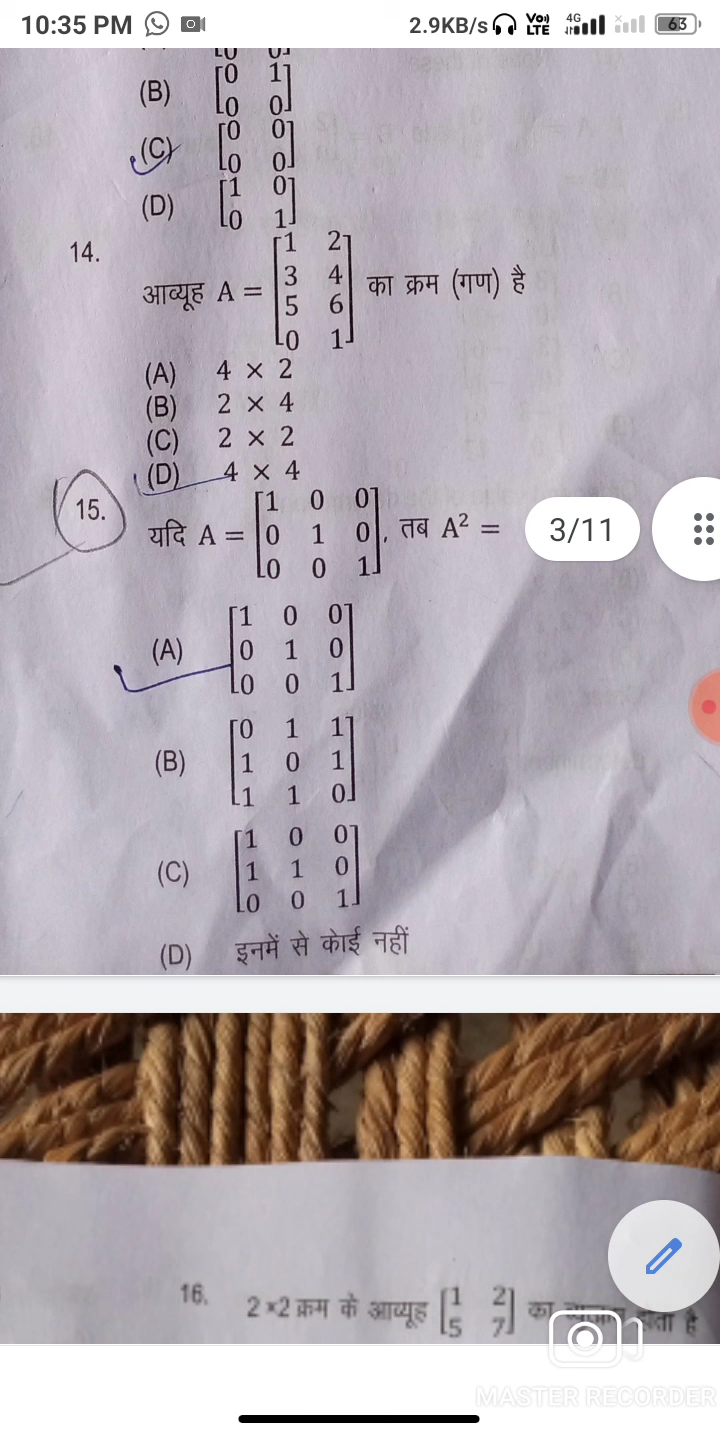 10:35 PM 2.9KB/s Vo) LTE 4G 63
(B) [0 1
0 0]
(C) [0 0
0 0]
(D) [1 0
0 1]
14.
आव्यूह A = [1 2
3 4
5 6
0 1] का क्रम (गण) है
(A) 4 × 2
(B) 2 × 4
(C) 2 × 2
(D) 4 × 4
15.
यदि A = [1 0 0
0 1 0
0 0 1], तब A² =
3/11
(A) [1 0 0
0 1 0
0 0 1]
(B) [0 1 1
1 0 1
1 1 0]
(C) [1 0 0
1 1 0
0 0 1]
(D) इनमें से कोई नहीं
16. 2×2 क्रम के आव्यूह [1 2
5 7] का होता है
MASTER RECORDER